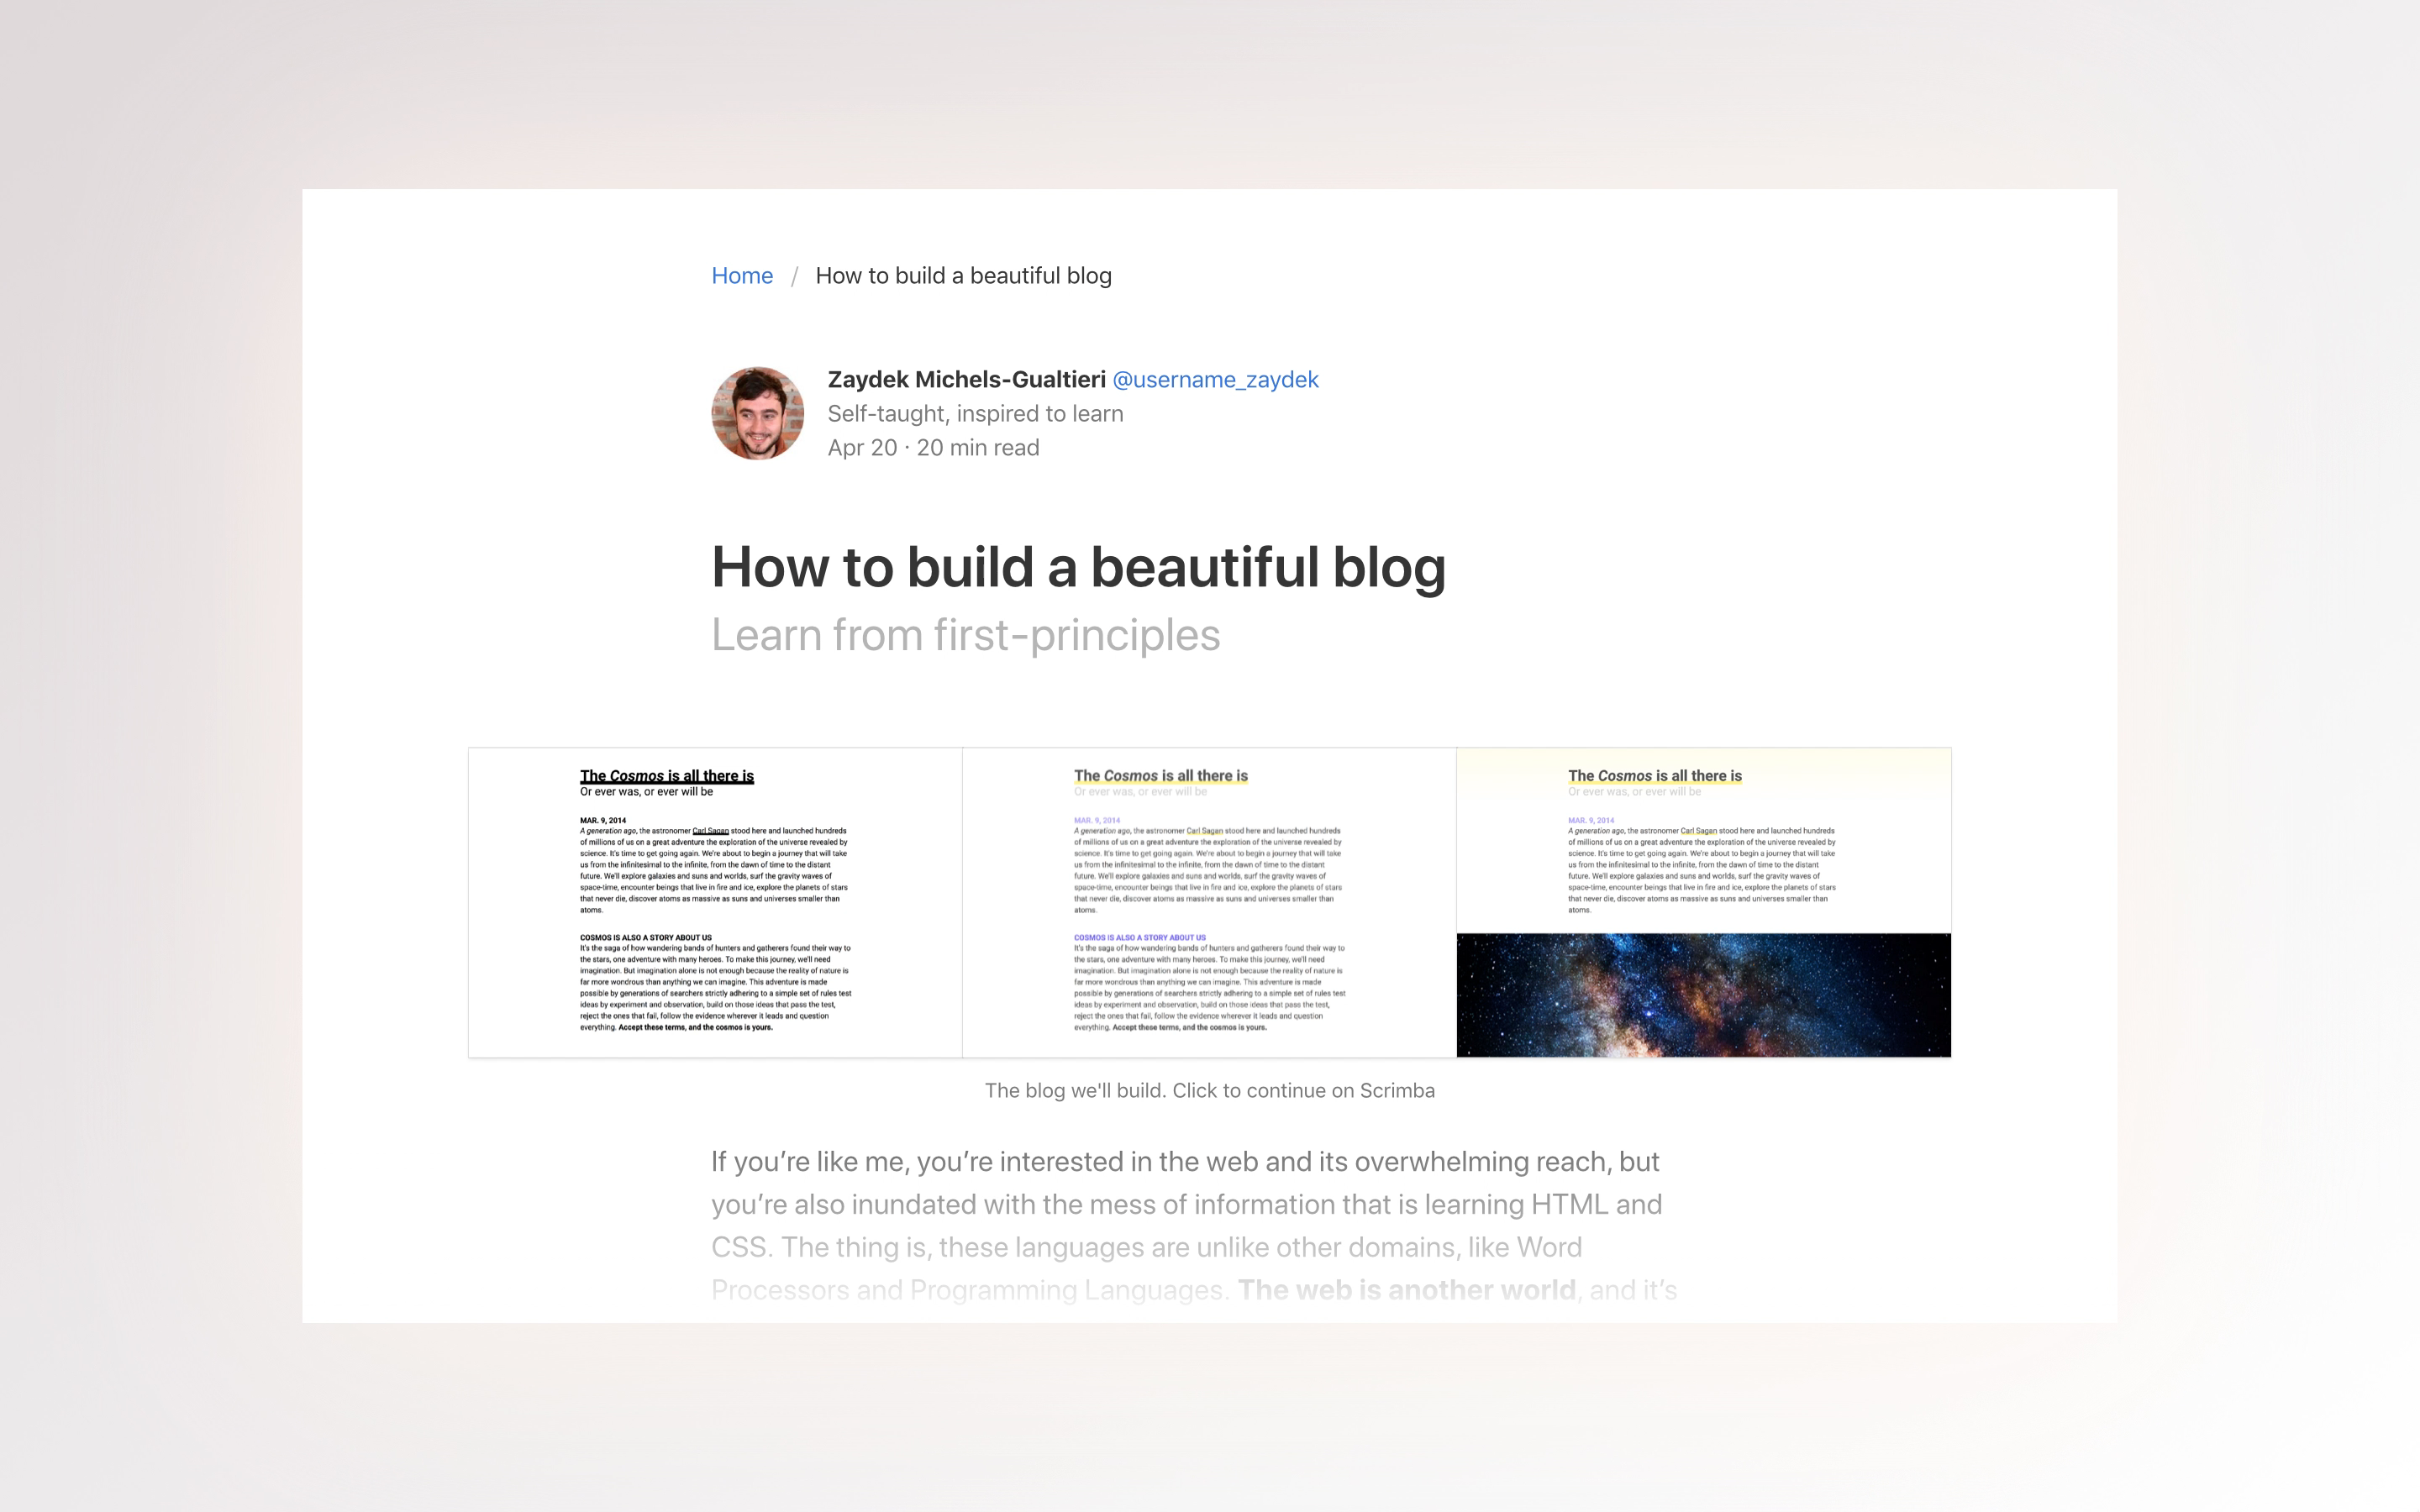 Home / How to build a beautiful blog
Zaydek Michels-Gualtieri @username_zaydek
Self-taught, inspired to learn
Apr 20 · 20 min read
How to build a beautiful blog
Learn from first-principles
The Cosmos is all there is
Or ever was, or ever will be
MAR. 9, 2014
A generation ago, the astronomer Carl Sagan stood here and launched hundreds
of millions of us on a great adventure the exploration of the universe revealed by
science. It's time to get going again. We're about to begin a journey that will take
us from the infinitesimal to the infinite, from the dawn of time to the distant
future. We'll explore galaxies and suns and worlds, surf the gravity waves of
space-time, encounter beings that live in fire and ice, explore the planets of stars
that never die, discover atoms as massive as suns and universes smaller than
atoms.
COSMOS IS ALSO A STORY ABOUT US
It's the saga of how wandering bands of hunters and gatherers found their way to
the stars, one adventure with many heroes. To make this journey, we'll need
imagination. But imagination alone is not enough because the reality of nature is
far more wondrous than anything we can imagine. This adventure is made
possible by generations of searchers strictly adhering to a simple set of rules test
ideas by experiment and observation, build on those ideas that pass the test,
reject the ones that fail, follow the evidence wherever it leads and question
everything. Accept these terms, and the cosmos is yours.
The Cosmos is all there is
Or ever was, or ever will be
MAR. 9, 2014
A generation ago, the astronomer Carl Sagan stood here and launched hundreds
of millions of us on a great adventure the exploration of the universe revealed by
science. It's time to get going again. We're about to begin a journey that will take
us from the infinitesimal to the infinite, from the dawn of time to the distant
future. We'll explore galaxies and suns and worlds, surf the gravity waves of
space-time, encounter beings that live in fire and ice, explore the planets of stars
that never die, discover atoms as massive as suns and universes smaller than
atoms.
COSMOS IS ALSO A STORY ABOUT US
It's the saga of how wandering bands of hunters and gatherers found their way to
the stars, one adventure with many heroes. To make this journey, we'll need
imagination. But imagination alone is not enough because the reality of nature is
far more wondrous than anything we can imagine. This adventure is made
possible by generations of searchers strictly adhering to a simple set of rules test
ideas by experiment and observation, build on those ideas that pass the test,
reject the ones that fail, follow the evidence wherever it leads and question
everything. Accept these terms, and the cosmos is yours.
The Cosmos is all there is
Or ever was, or ever will be
MAR. 9, 2014
A generation ago, the astronomer Carl Sagan stood here and launched hundreds
of millions of us on a great adventure the exploration of the universe revealed by
science. It's time to get going again. We're about to begin a journey that will take
us from the infinitesimal to the infinite, from the dawn of time to the distant
future. We'll explore galaxies and suns and worlds, surf the gravity waves of
space-time, encounter beings that live in fire and ice, explore the planets of stars
that never die, discover atoms as massive as suns and universes smaller than
atoms.
The blog we'll build. Click to continue on Scrimba
If you’re like me, you’re interested in the web and its overwhelming reach, but
you’re also inundated with the mess of information that is learning HTML and
CSS. The thing is, these languages are unlike other domains, like Word
Processors and Programming Languages. The web is another world, and it’s